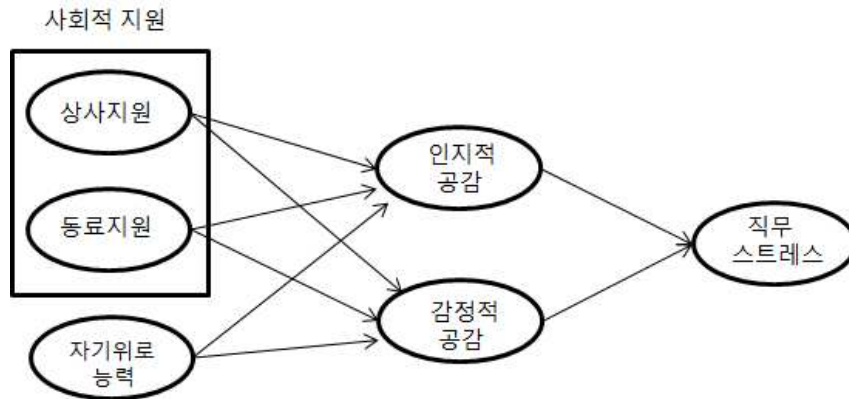 사회적 지원
상사지원
동료지원
자기위로
능력
인지적
공감
감정적
공감
직무
스트레스